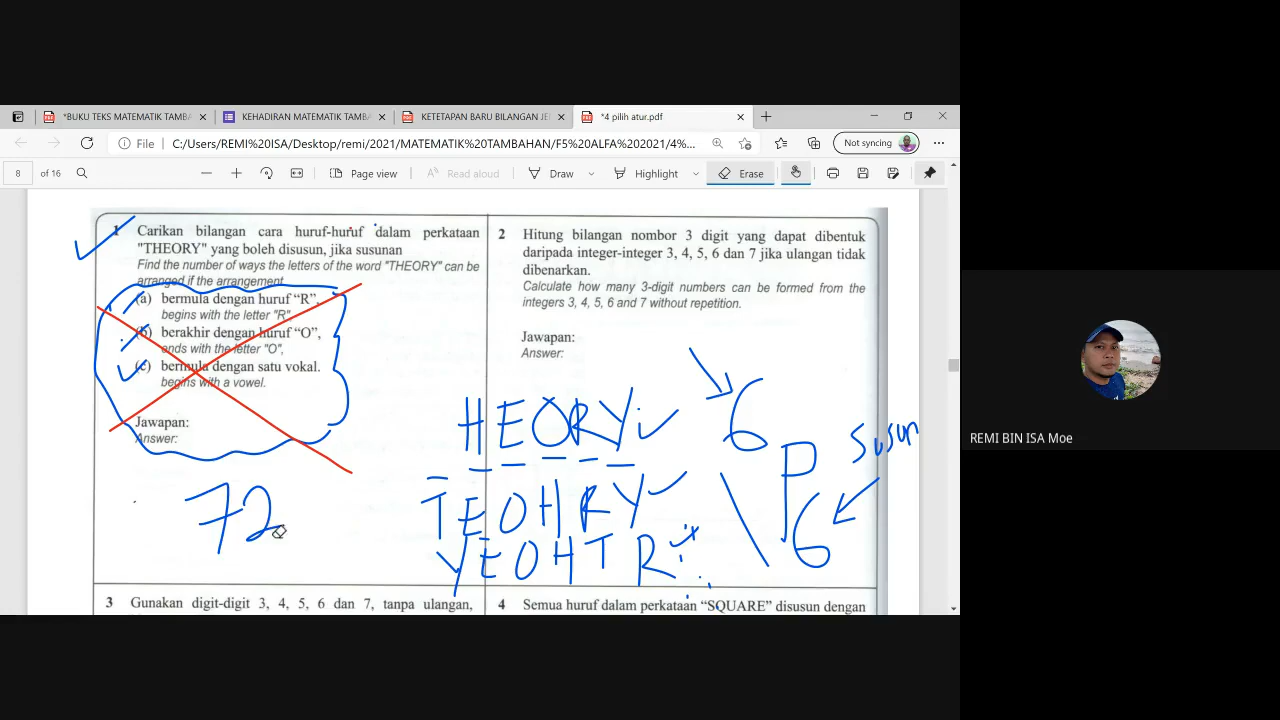 *BUKU TEKS MATEMATIK TAMBA
KEHADIRAN MATEMATIK TAMBA
KETETAPAN BARU BILANGAN JE
*4 pilih atur.pdf
File
C:/Users/REMI%20ISA/Desktop/remi/2021/MATEMATIK%20TAMBAHAN/F5%20ALFA%202021/4%...
Not syncing
8 of 16
Page view
Read aloud
Draw
Highlight
Erase
1 Carikan bilangan cara huruf-huruf dalam perkataan
"THEORY" yang boleh disusun, jika susunan
Find the number of ways the letters of the word "THEORY" can be
arranged if the arrangement
(a) bermula dengan huruf “R”,
begins with the letter "R",
(b) berakhir dengan huruf “O”,
ends with the letter "O",
(c) bermula dengan satu vokal.
begins with a vowel.
Jawapan:
Answer:
72
2 Hitung bilangan nombor 3 digit yang dapat dibentuk
daripada integer-integer 3, 4, 5, 6 dan 7 jika ulangan tidak
dibenarkan.
Calculate how many 3-digit numbers can be formed from the
integers 3, 4, 5, 6 and 7 without repetition.
Jawapan:
Answer:
HEORY
TEOHRY
YEOHTR
6
P
6
susun
3 Gunakan digit-digit 3, 4, 5, 6 dan 7, tanpa ulangan,
4 Semua huruf dalam perkataan “SQUARE” disusun dengan
REMI BIN ISA Moe